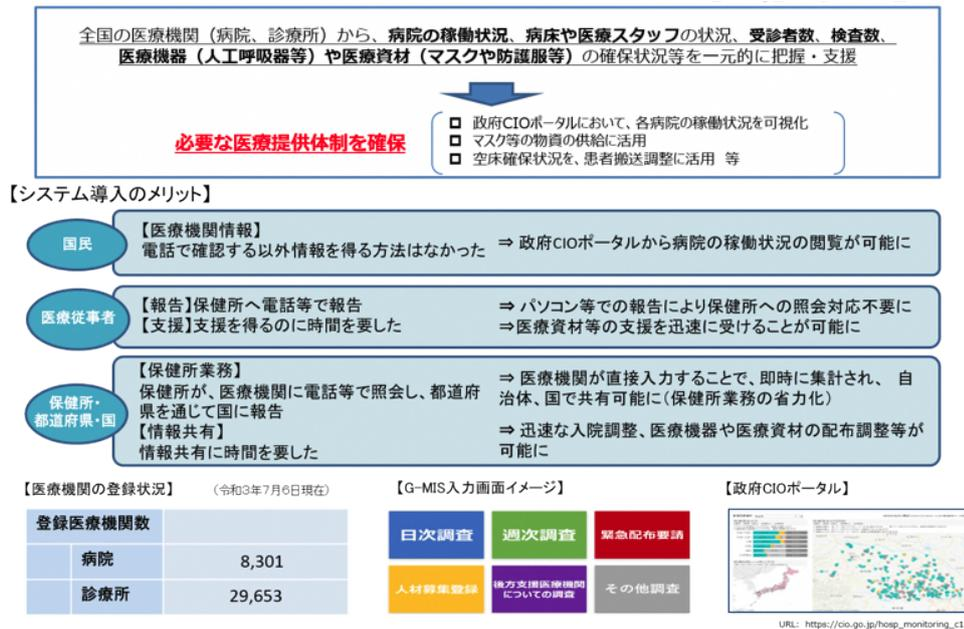 全国の医療機関（病院、診療所）から、病院の稼働状況、病床や医療スタッフの状況、受診者数、検査数、
医療機器（人工呼吸器等）や医療資材（マスクや防護服等）の確保状況等を一元的に把握・支援
必要な医療提供体制を確保
□ 政府CIOポータルにおいて、各病院の稼働状況を可視化
□ マスク等の物資の供給に活用
□ 空床確保状況を、患者搬送調整に活用 等
【システム導入のメリット】
国民
【医療機関情報】
電話で確認する以外情報を得る方法はなかった
⇒ 政府CIOポータルから病院の稼働状況の閲覧が可能に
医療従事者
【報告】保健所へ電話等で報告
【支援】支援を得るのに時間を要した
⇒ パソコン等での報告により保健所への照会対応不要に
⇒医療資材等の支援を迅速に受けることが可能に
保健所・
都道府県・国
【保健所業務】
保健所が、医療機関に電話等で照会し、都道府
県を通じて国に報告
【情報共有】
情報共有に時間を要した
⇒ 医療機関が直接入力することで、即時に集計され、 自
治体、国で共有可能に（保健所業務の省力化）
⇒ 迅速な入院調整、医療機器や医療資材の配布調整等が
可能に
【医療機関の登録状況】 （令和3年7月6日現在）
登録医療機関数
病院 8,301
診療所 29,653
【G-MIS入力画面イメージ】
日次調査 週次調査 緊急配布要請
人材募集登録 後方支援医療機関
についての調査 その他調査
【政府CIOポータル】
URL: https://cio.go.jp/hosp_monitoring_c1